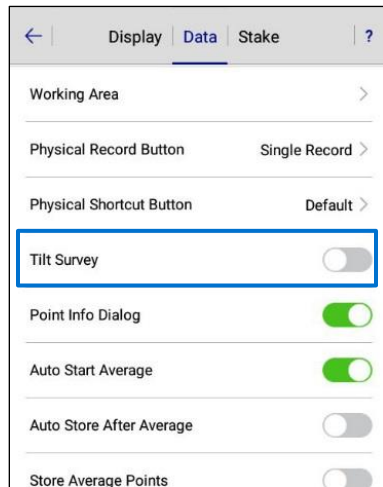 Display Data Stake ?
Working Area
Physical Record Button Single Record
Physical Shortcut Button Default
Tilt Survey
Point Info Dialog
Auto Start Average
Auto Store After Average
Store Average Points